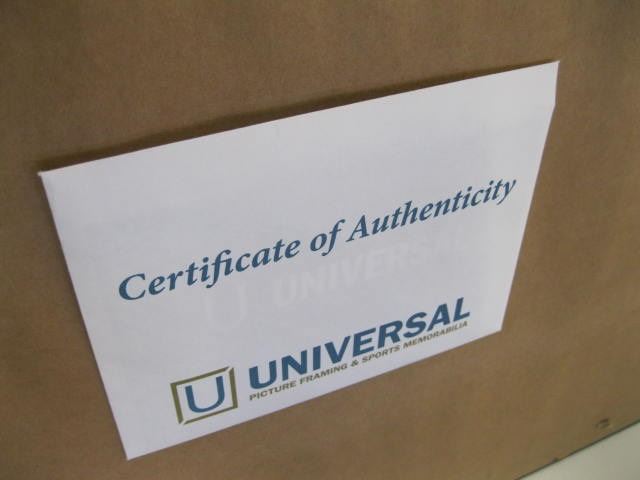 Certificate of Authenticity
U UNIVERSAL
UNIVERSAL
PICTURE FRAMING & SPORTS MEMORABILIA
U